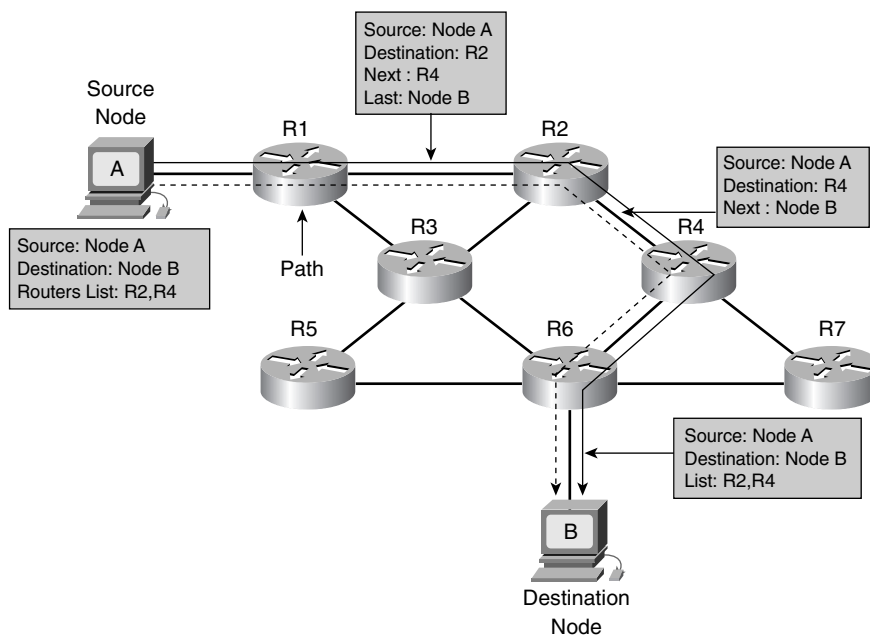 Source: Node A
Destination: R2
Next : R4
Last: Node B
Source
Node
A
R1
R2
Source: Node A
Destination: R4
Next : Node B
Source: Node A
Destination: Node B
Routers List: R2,R4
Path
R3
R4
R5
R6
R7
Source: Node A
Destination: Node B
List: R2,R4
B
Destination
Node